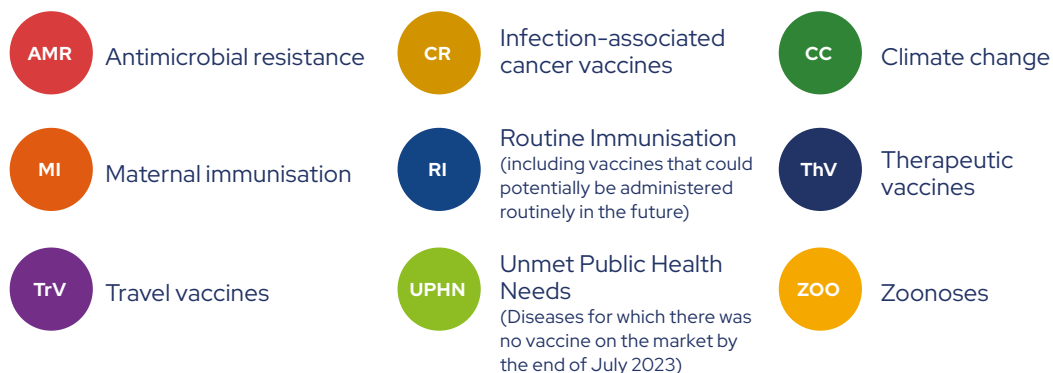 AMR
Antimicrobial resistance
CR
Infection-associated
cancer vaccines
CC
Climate change
MI
Maternal immunisation
RI
Routine Immunisation
(including vaccines that could
potentially be administered
routinely in the future)
ThV
Therapeutic
vaccines
TrV
Travel vaccines
UPHN
Unmet Public Health
Needs
(Diseases for which there was
no vaccine on the market by
the end of July 2023)
ZOO
Zoonoses